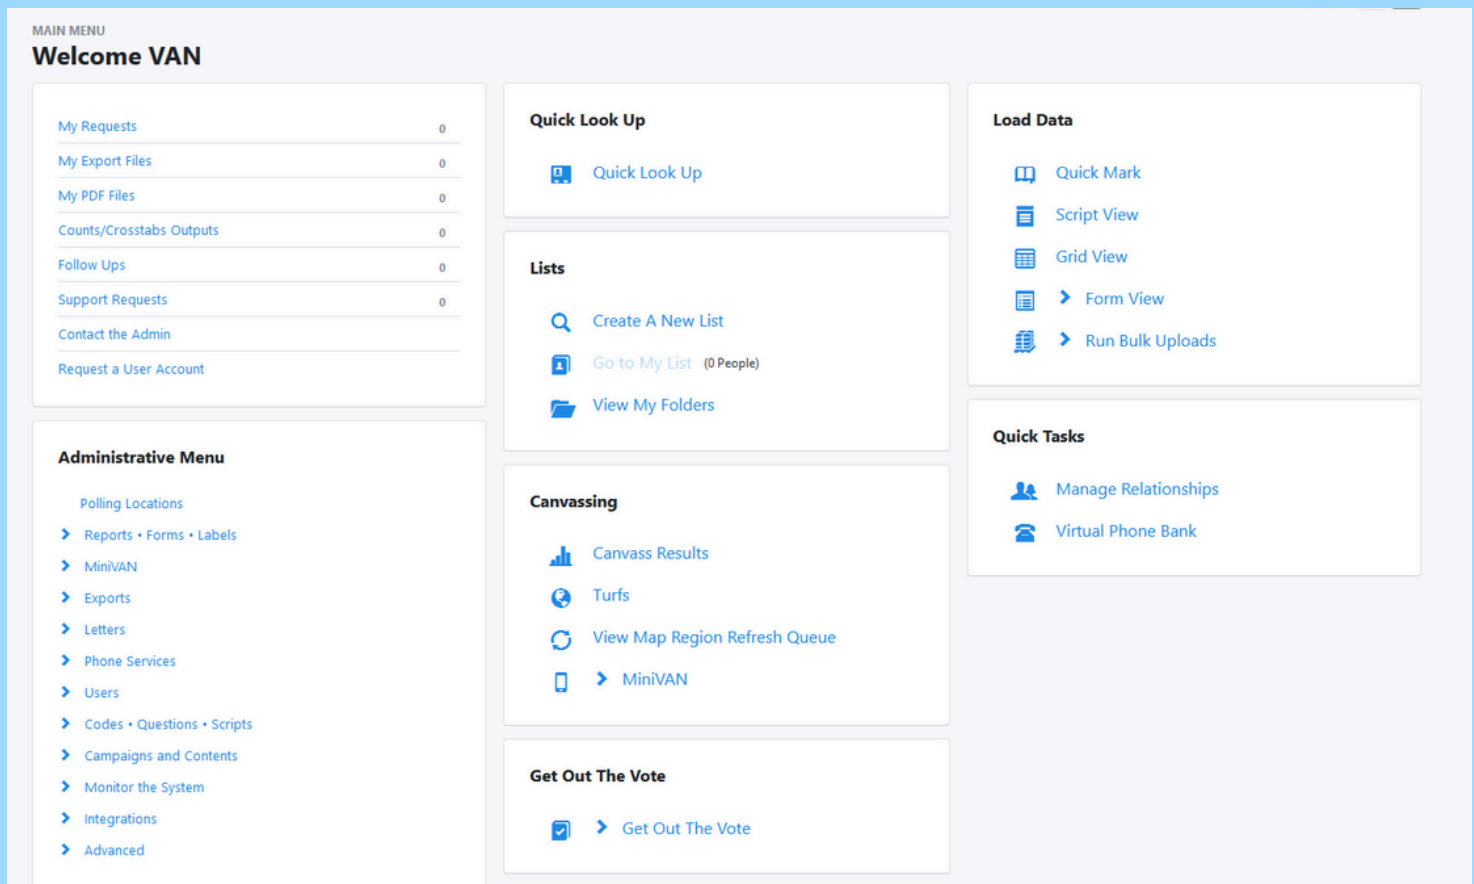 MAIN MENU
Welcome VAN
My Requests 0
My Export Files 0
My PDF Files 0
Counts/Crosstabs Outputs 0
Follow Ups 0
Support Requests 0
Contact the Admin
Request a User Account
Administrative Menu
Polling Locations
Reports • Forms • Labels
MiniVAN
Exports
Letters
Phone Services
Users
Codes • Questions • Scripts
Campaigns and Contents
Monitor the System
Integrations
Advanced
Quick Look Up
Quick Look Up
Lists
Create A New List
Go to My List (0 People)
View My Folders
Canvassing
Canvass Results
Turfs
View Map Region Refresh Queue
MiniVAN
Get Out The Vote
Get Out The Vote
Load Data
Quick Mark
Script View
Grid View
Form View
Run Bulk Uploads
Quick Tasks
Manage Relationships
Virtual Phone Bank